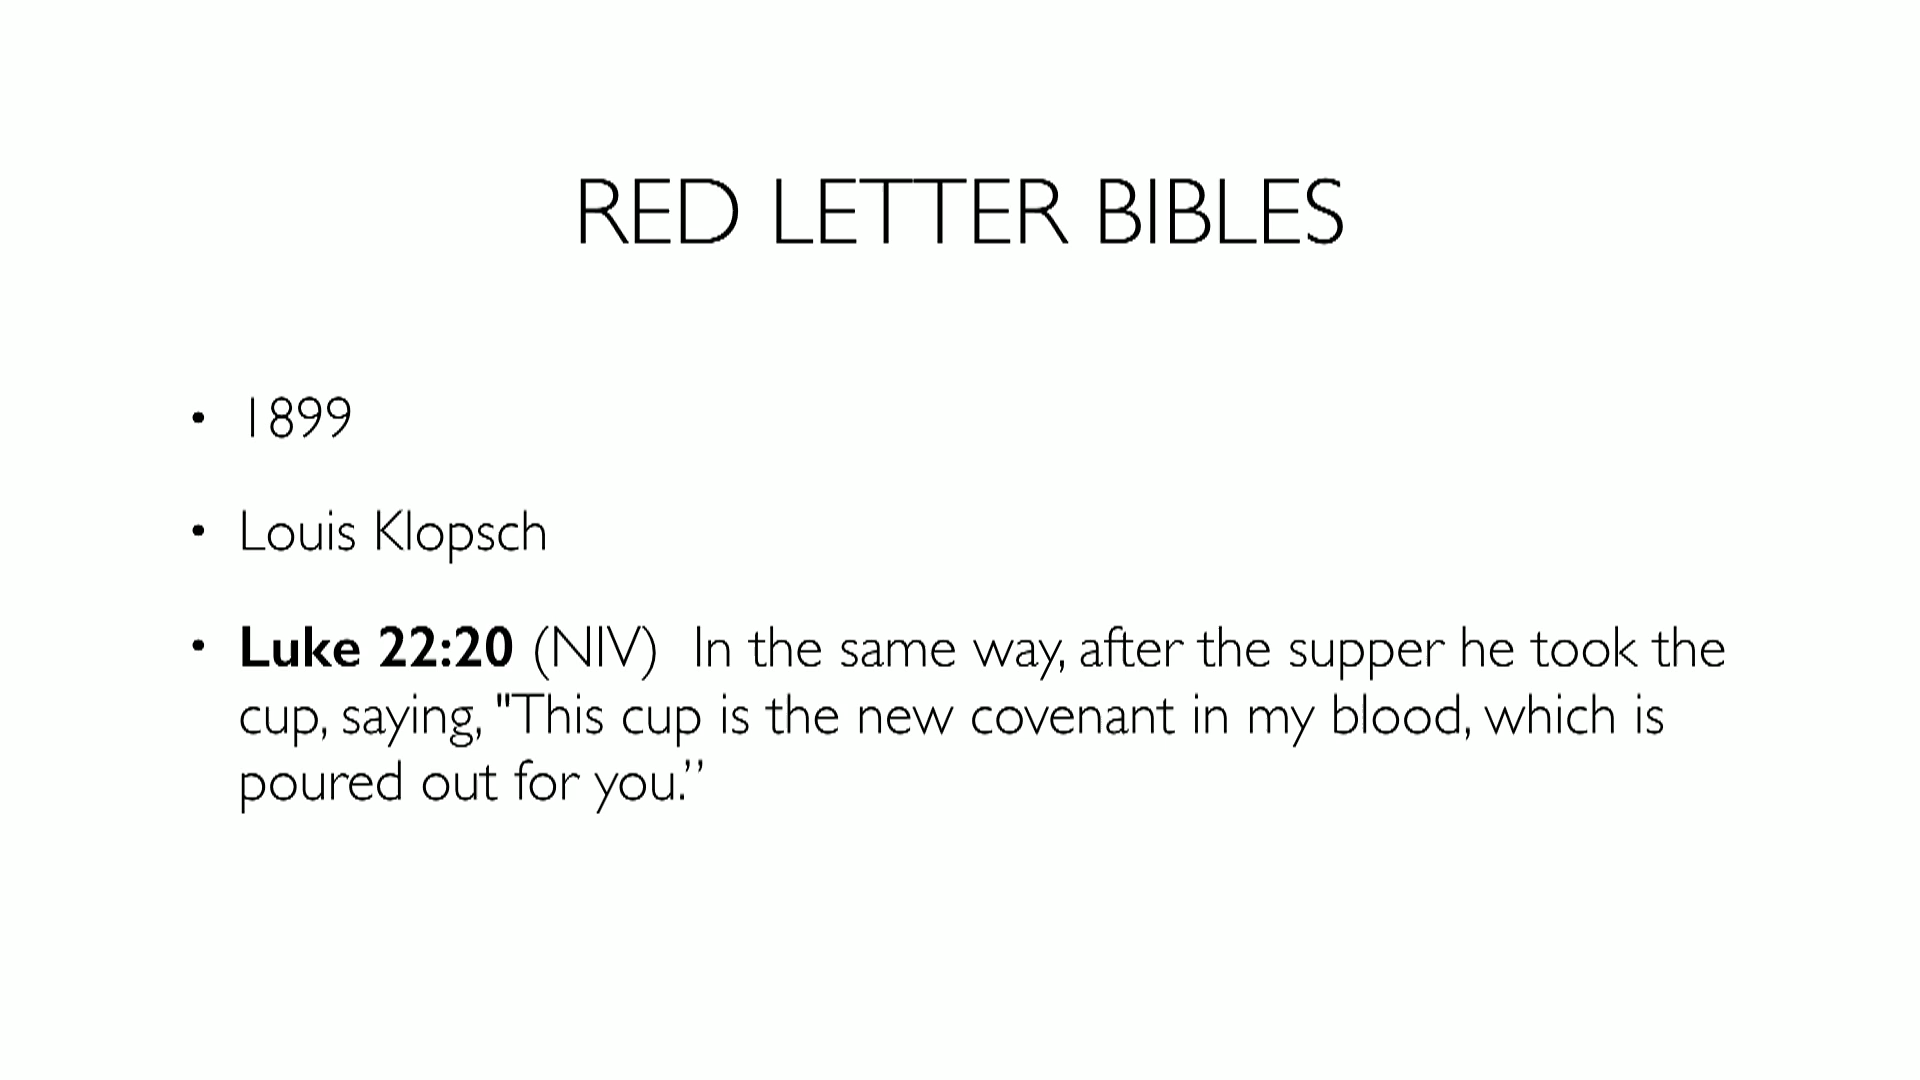 RED LETTER BIBLES
• 1899
• Louis Klopsch
• Luke 22:20 (NIV)  In the same way, after the supper he took the
cup, saying, "This cup is the new covenant in my blood, which is
poured out for you.”